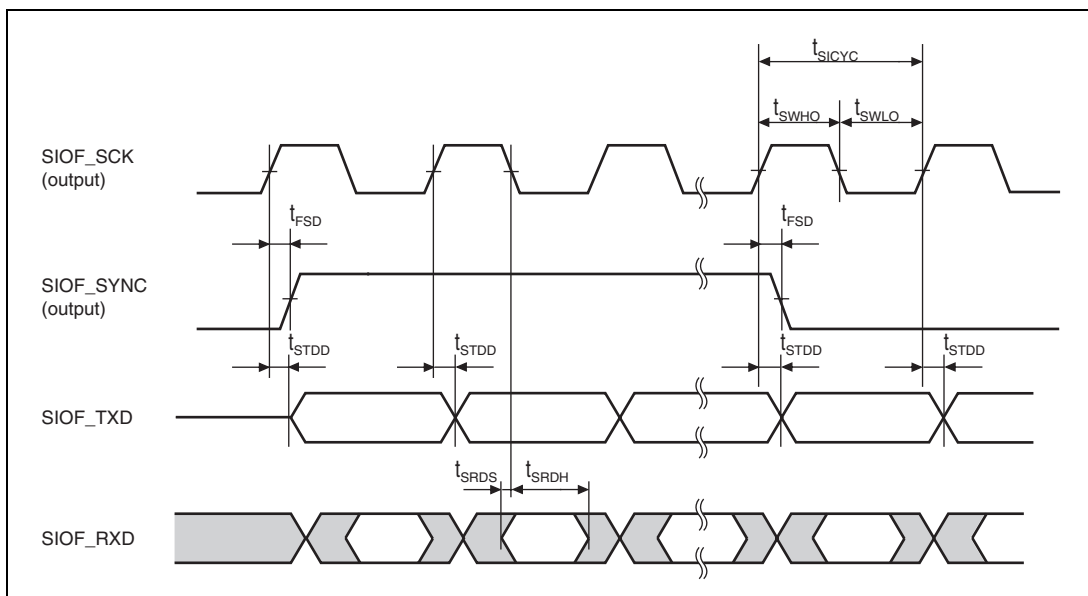 tSICYC
tSWHO tSWLO
SIOF_SCK
(output)
tFSD tFSD
SIOF_SYNC
(output)
tSTDD tSTDD tSTDD tSTDD
SIOF_TXD
tSRDS tSRDH
SIOF_RXD